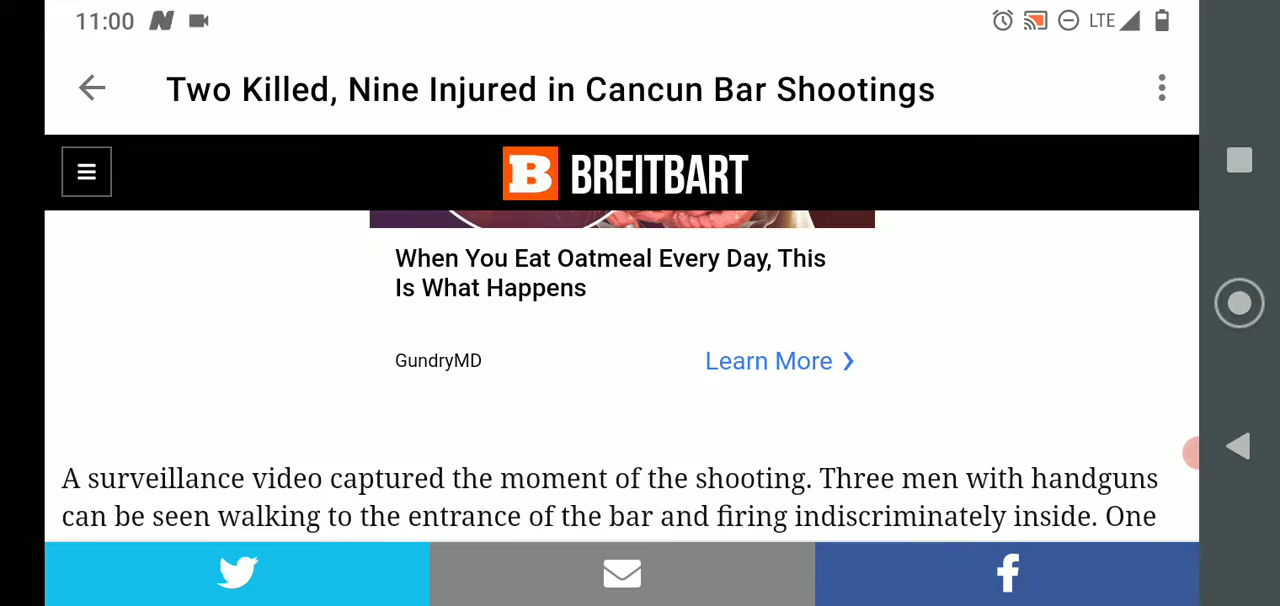 11:00
LTE
Two Killed, Nine Injured in Cancun Bar Shootings
B BREITBART
When You Eat Oatmeal Every Day, This
Is What Happens
GundryMD
Learn More ❯
A surveillance video captured the moment of the shooting. Three men with handguns
can be seen walking to the entrance of the bar and firing indiscriminately inside. One